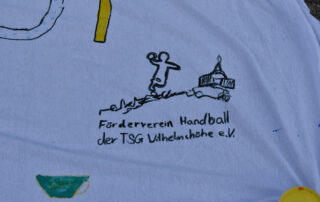 Förderverein Handball
der TSG Wilhelmshöhe e.V.